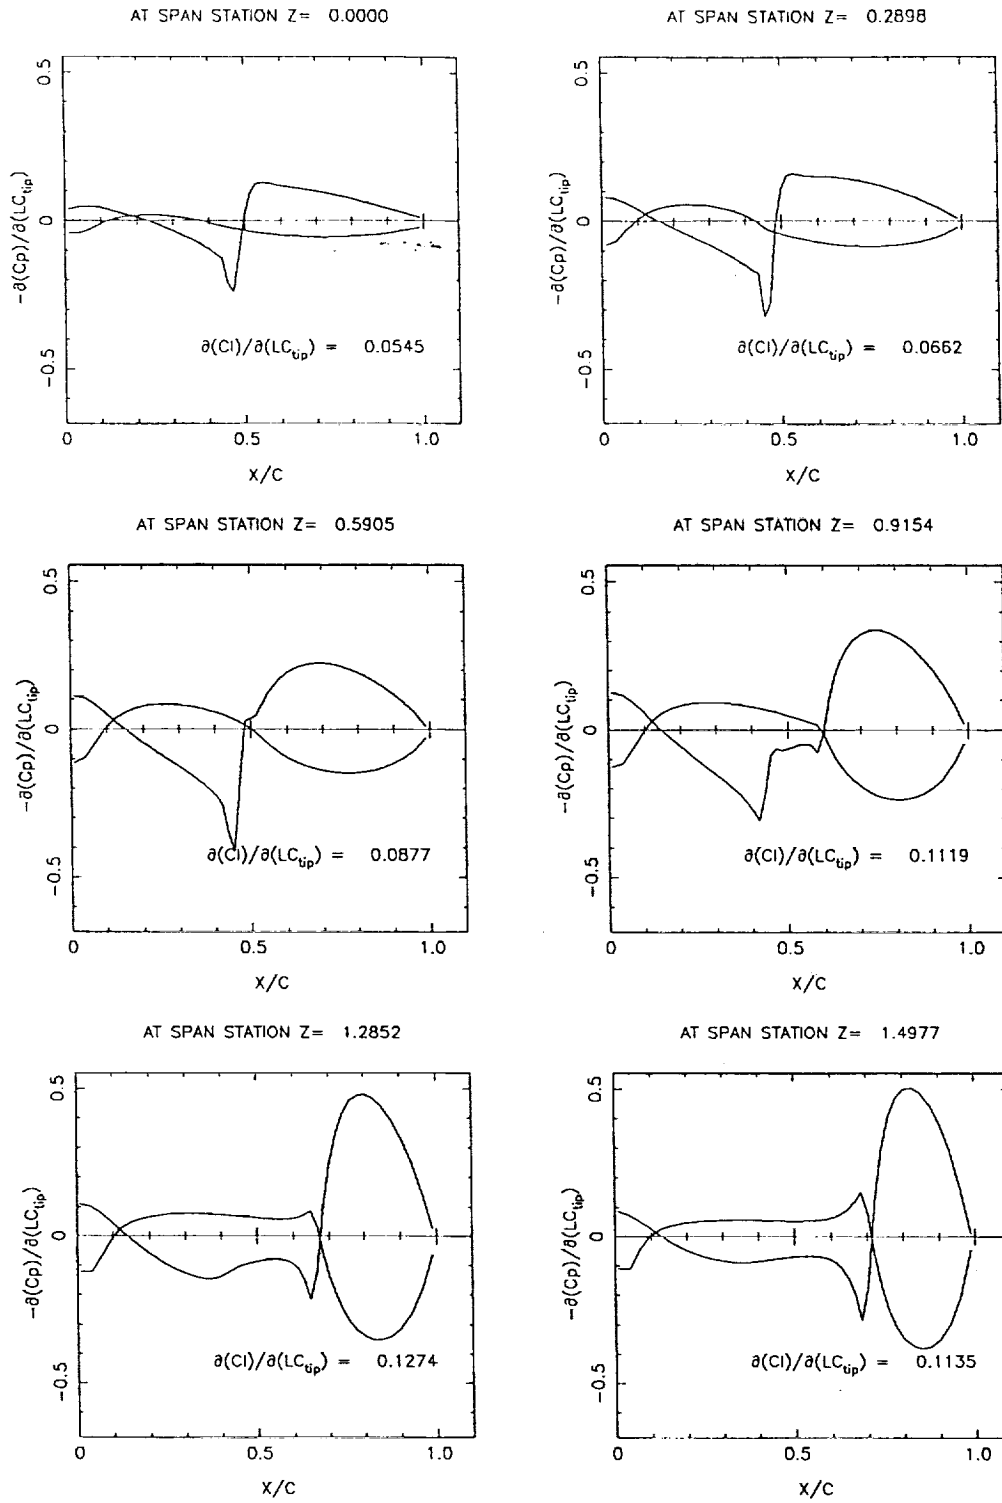 AT SPAN STATION Z= 0.0000
0.5
0
-0.5
-∂(Cp)/∂(LCtip)
∂(Cl)/∂(LCtip) = 0.0545
0 0.5 1.0
X/C
AT SPAN STATION Z= 0.2898
0.5
0
-0.5
-∂(Cp)/∂(LCtip)
∂(Cl)/∂(LCtip) = 0.0662
0 0.5 1.0
X/C
AT SPAN STATION Z= 0.5905
0.5
0
-0.5
-∂(Cp)/∂(LCtip)
∂(Cl)/∂(LCtip) = 0.0877
0 0.5 1.0
X/C
AT SPAN STATION Z= 0.9154
0.5
0
-0.5
-∂(Cp)/∂(LCtip)
∂(Cl)/∂(LCtip) = 0.1119
0 0.5 1.0
X/C
AT SPAN STATION Z= 1.2852
0.5
0
-0.5
-∂(Cp)/∂(LCtip)
∂(Cl)/∂(LCtip) = 0.1274
0 0.5 1.0
X/C
AT SPAN STATION Z= 1.4977
0.5
0
-0.5
-∂(Cp)/∂(LCtip)
∂(Cl)/∂(LCtip) = 0.1135
0 0.5 1.0
X/C